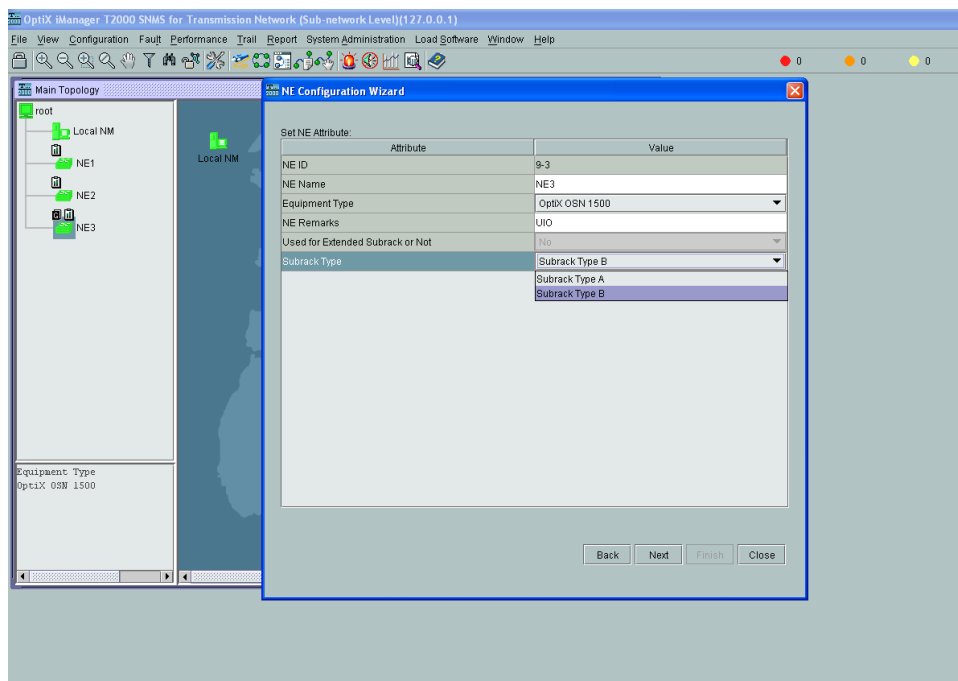 OptiX iManager T2000 SNMS for Transmission Network (Sub-network Level)(127.0.0.1)
File View Configuration Fault Performance Trail Report System Administration Load Software Window Help
0 0 0
Main Topology
root
Local NM
NE1
NE2
NE3
Equipment Type
OptiX OSN 1500
Local NM
NE Configuration Wizard
Set NE Attribute:
Attribute Value
NE ID 9-3
NE Name NE3
Equipment Type OptiX OSN 1500
NE Remarks UIO
Used for Extended Subrack or Not No
Subrack Type Subrack Type B
Subrack Type A
Subrack Type B
Back Next Finish Close